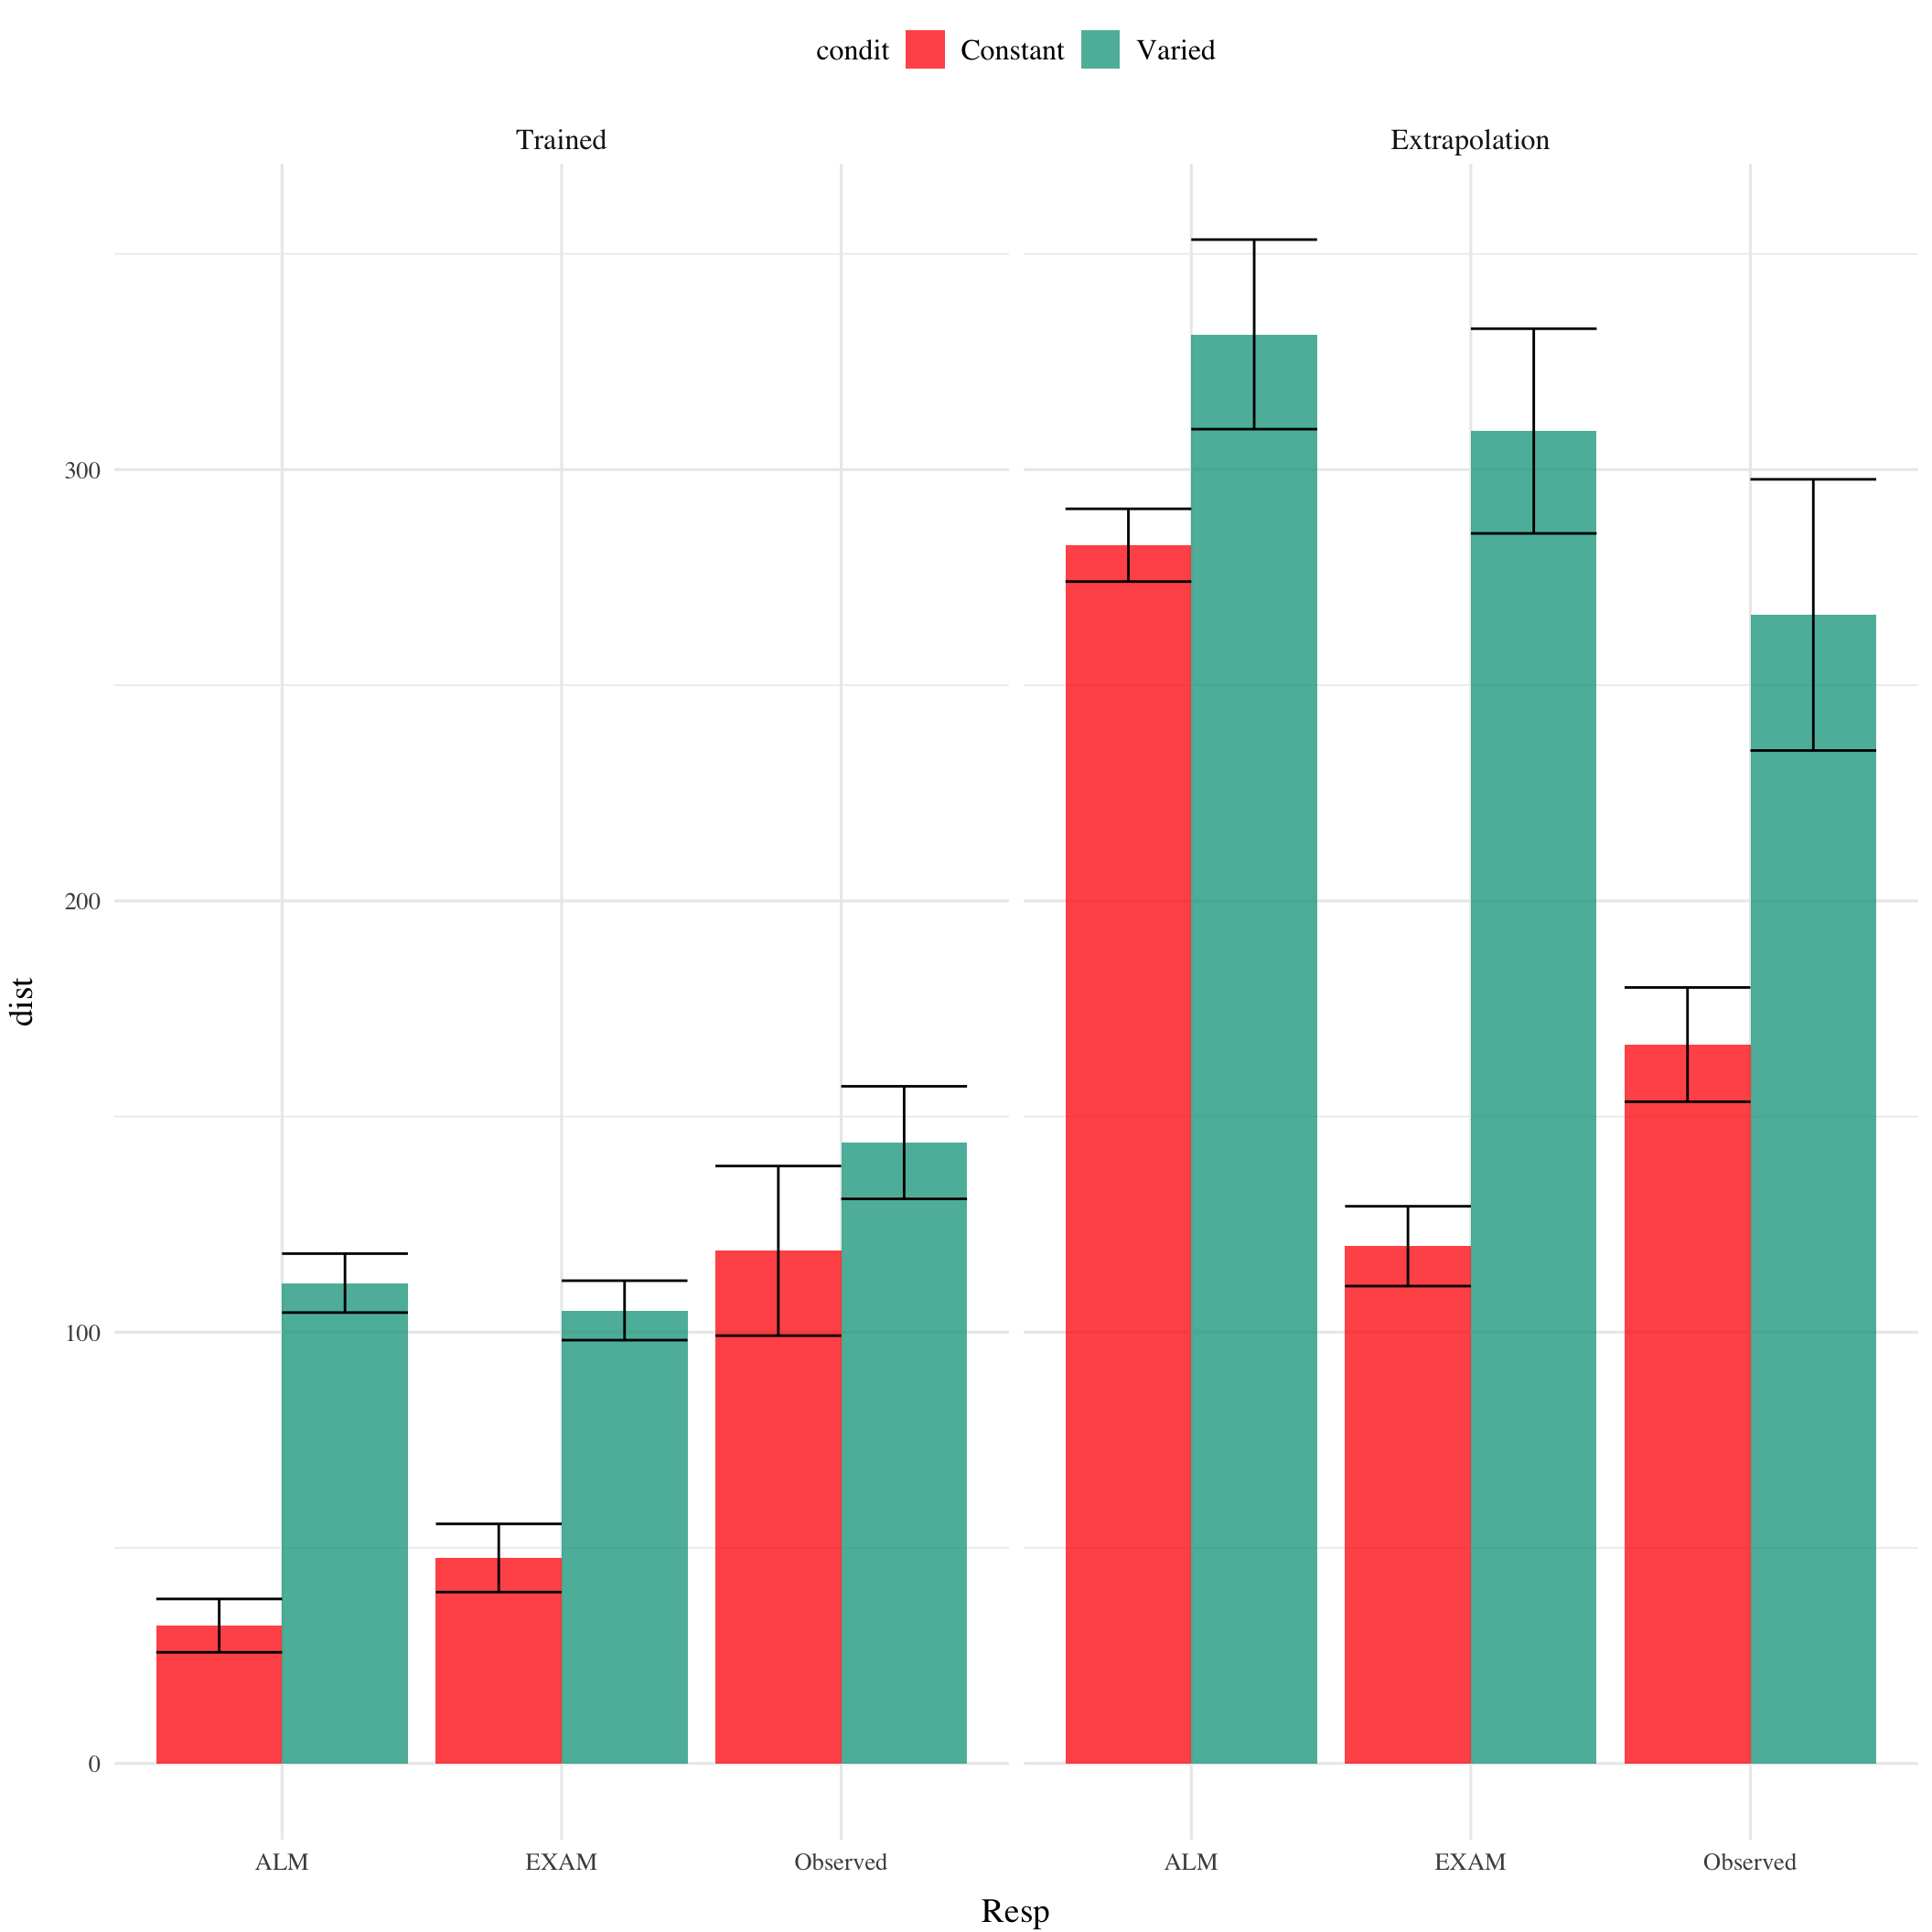 condit Constant Varied
Trained Extrapolation
300
200
100
0
dist
ALM EXAM Observed ALM EXAM Observed
Resp